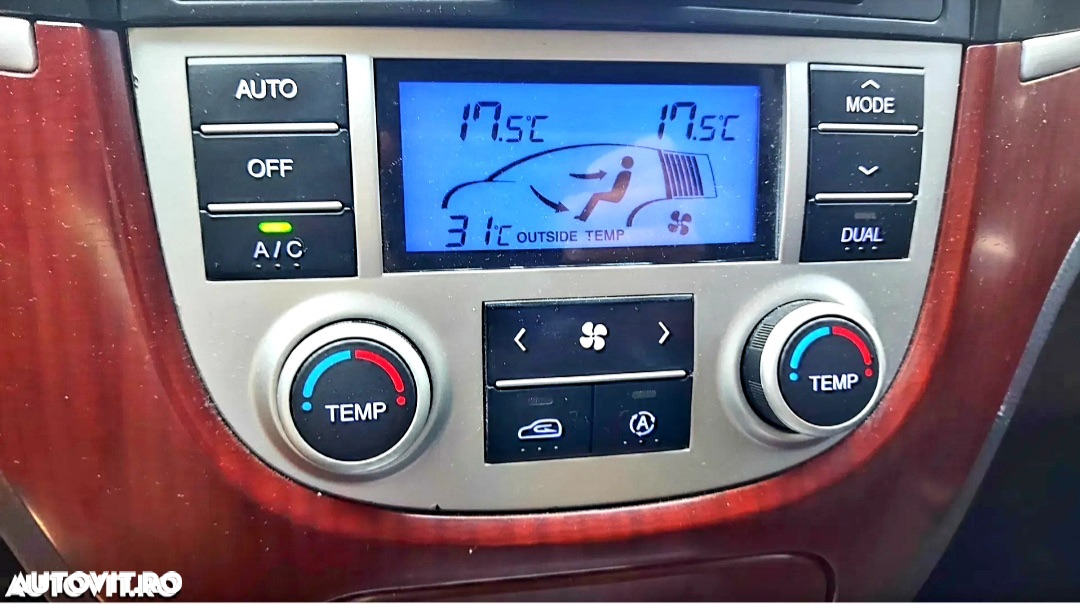 AUTO
OFF
A/C
17.5°C 17.5°C
31°C OUTSIDE TEMP
MODE
DUAL
TEMP
A
TEMP
AUTOVIT.RO